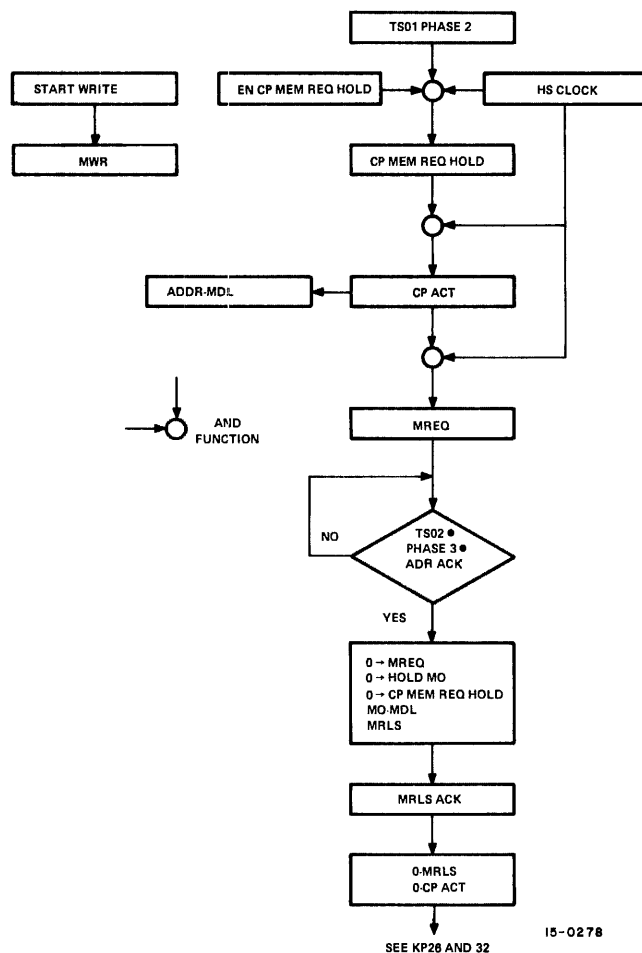 TS01 PHASE 2
START WRITE
EN CP MEM REQ HOLD
HS CLOCK
MWR
CP MEM REQ HOLD
ADDR-MDL
CP ACT
AND
FUNCTION
MREQ
NO
TS02 ●
PHASE 3 ●
ADR ACK
YES
0 → MREQ
0 → HOLD MO
0 → CP MEM REQ HOLD
MO-MDL
MRLS
MRLS ACK
0-MRLS
0-CP ACT
15-0278
SEE KP26 AND 32